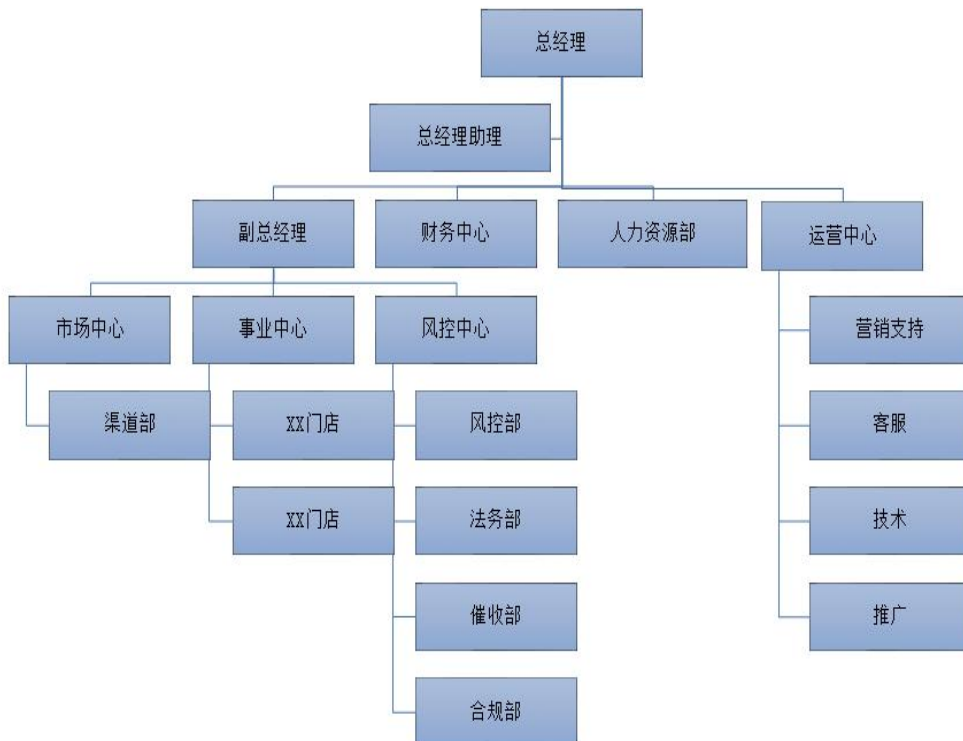 总经理
总经理助理
副总经理
财务中心
人力资源部
运营中心
市场中心
事业中心
风控中心
营销支持
渠道部
XX门店
风控部
客服
XX门店
法务部
技术
催收部
推广
合规部